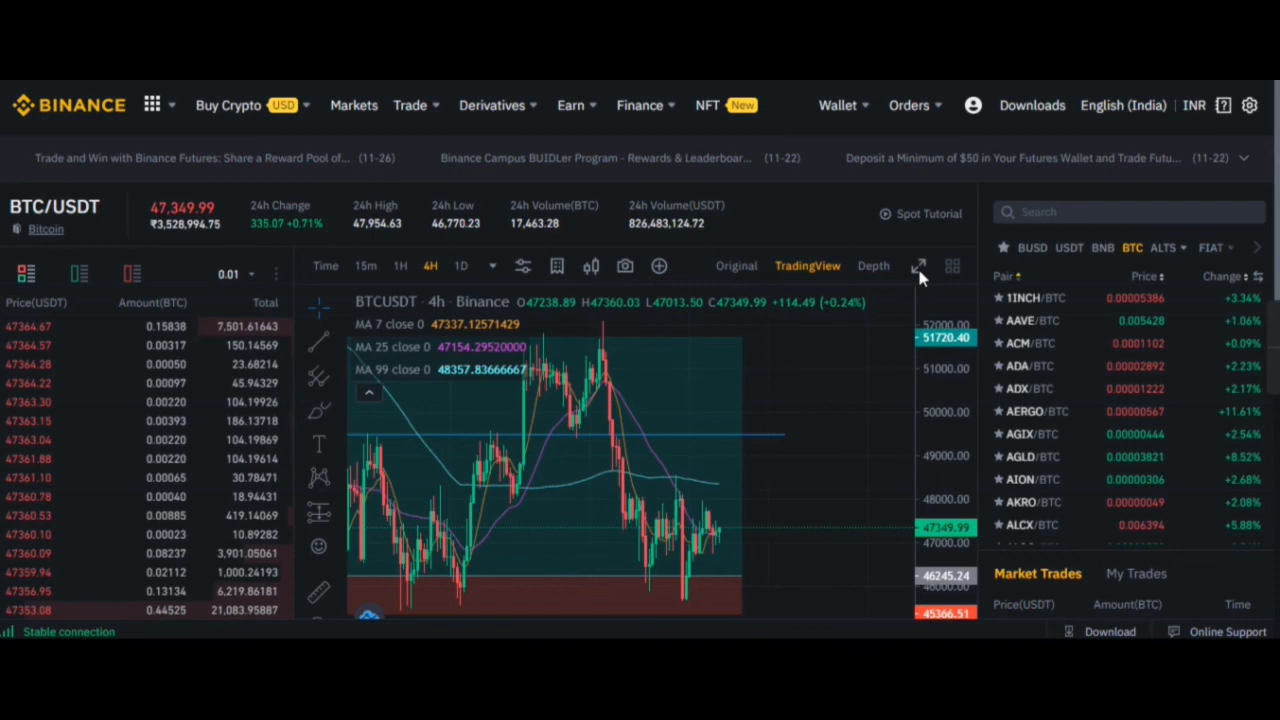 BINANCE Buy Crypto USD Markets Trade Derivatives Earn Finance NFT New Wallet Orders Downloads English (India) INR
Trade and Win with Binance Futures: Share a Reward Pool of... (11-26) Binance Campus BUIDLer Program - Rewards & Leaderboar... (11-22) Deposit a Minimum of $50 in Your Futures Wallet and Trade Futu... (11-22)
BTC/USDT
Bitcoin
47,349.99
₹3,528,994.75
24h Change
335.07 +0.71%
24h High
47,954.63
24h Low
46,770.23
24h Volume(BTC)
17,463.28
24h Volume(USDT)
826,483,124.72
Spot Tutorial
0.01
Price(USDT) Amount(BTC) Total
47364.67 0.15838 7,501.61643
47364.57 0.00317 150.14569
47364.28 0.00050 23.68214
47364.22 0.00097 45.94329
47363.30 0.00220 104.19926
47363.15 0.00393 186.13718
47363.04 0.00220 104.19869
47361.88 0.00220 104.19614
47361.10 0.00065 30.78471
47360.78 0.00040 18.94431
47360.53 0.00885 419.14069
47360.10 0.00023 10.89282
47360.09 0.08237 3,901.05061
47359.94 0.02112 1,000.24193
47356.95 0.13134 6,219.86181
47353.08 0.44525 21,083.95887
Time 15m 1H 4H 1D Original TradingView Depth
BTCUSDT · 4h · Binance O47238.89 H47360.03 L47013.50 C47349.99 +114.49 (+0.24%)
MA 7 close 0 47337.12571429
MA 25 close 0 47154.29520000
MA 99 close 0 48357.83666667
52000.00
51720.40
51000.00
50000.00
49000.00
48000.00
47349.99
47000.00
46245.24
46000.00
45366.51
Search
BUSD USDT BNB BTC ALTS FIAT
Pair Price Change
1INCH/BTC 0.00005386 +3.34%
AAVE/BTC 0.005428 +1.06%
ACM/BTC 0.0001102 +0.09%
ADA/BTC 0.00002892 +2.23%
ADX/BTC 0.00001222 +2.17%
AERGO/BTC 0.00000567 +11.61%
AGIX/BTC 0.00000444 +2.54%
AGLD/BTC 0.00003821 +8.52%
AION/BTC 0.00000306 +2.68%
AKRO/BTC 0.00000049 +2.08%
ALCX/BTC 0.006394 +5.88%
Market Trades My Trades
Price(USDT) Amount(BTC) Time
Stable connection Download Online Support